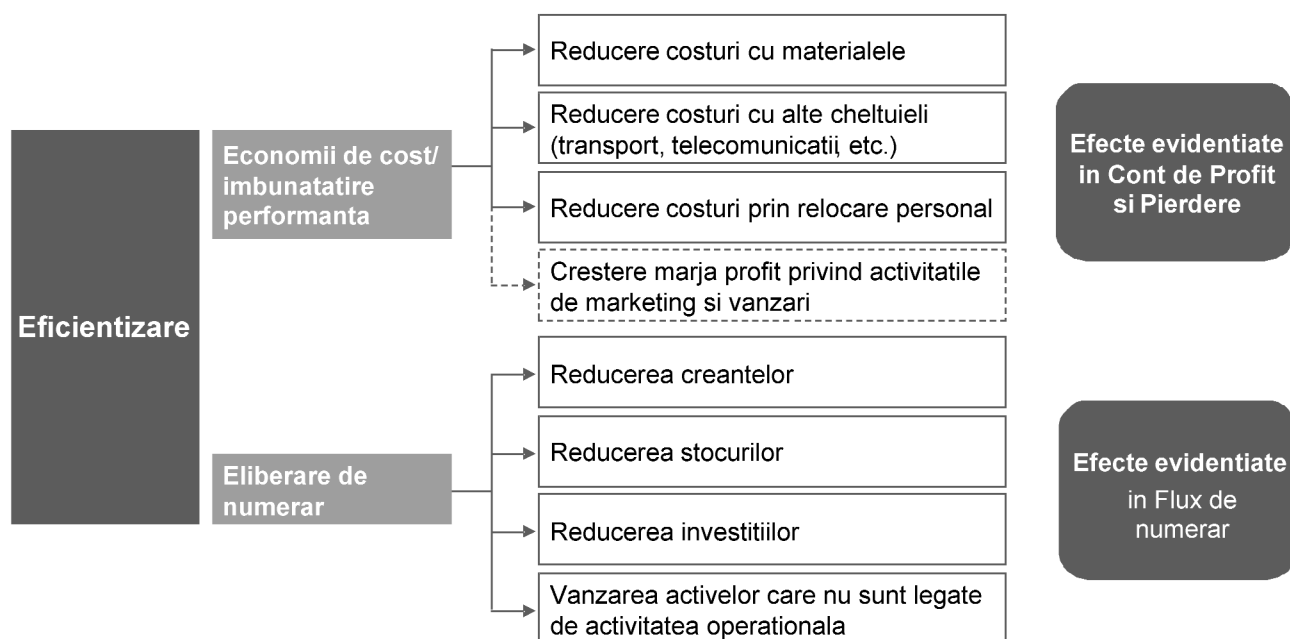 Eficientizare
Economii de cost/
imbunatatire
performanta
Reducere costuri cu materialele
Reducere costuri cu alte cheltuieli
(transport, telecomunicatii, etc.)
Reducere costuri prin relocare personal
Crestere marja profit privind activitatile
de marketing si vanzari
Efecte evidentiate
in Cont de Profit
si Pierdere
Eliberare de
numerar
Reducerea creantelor
Reducerea stocurilor
Reducerea investitiilor
Vanzarea activelor care nu sunt legate
de activitatea operationala
Efecte evidentiate
in Flux de
numerar